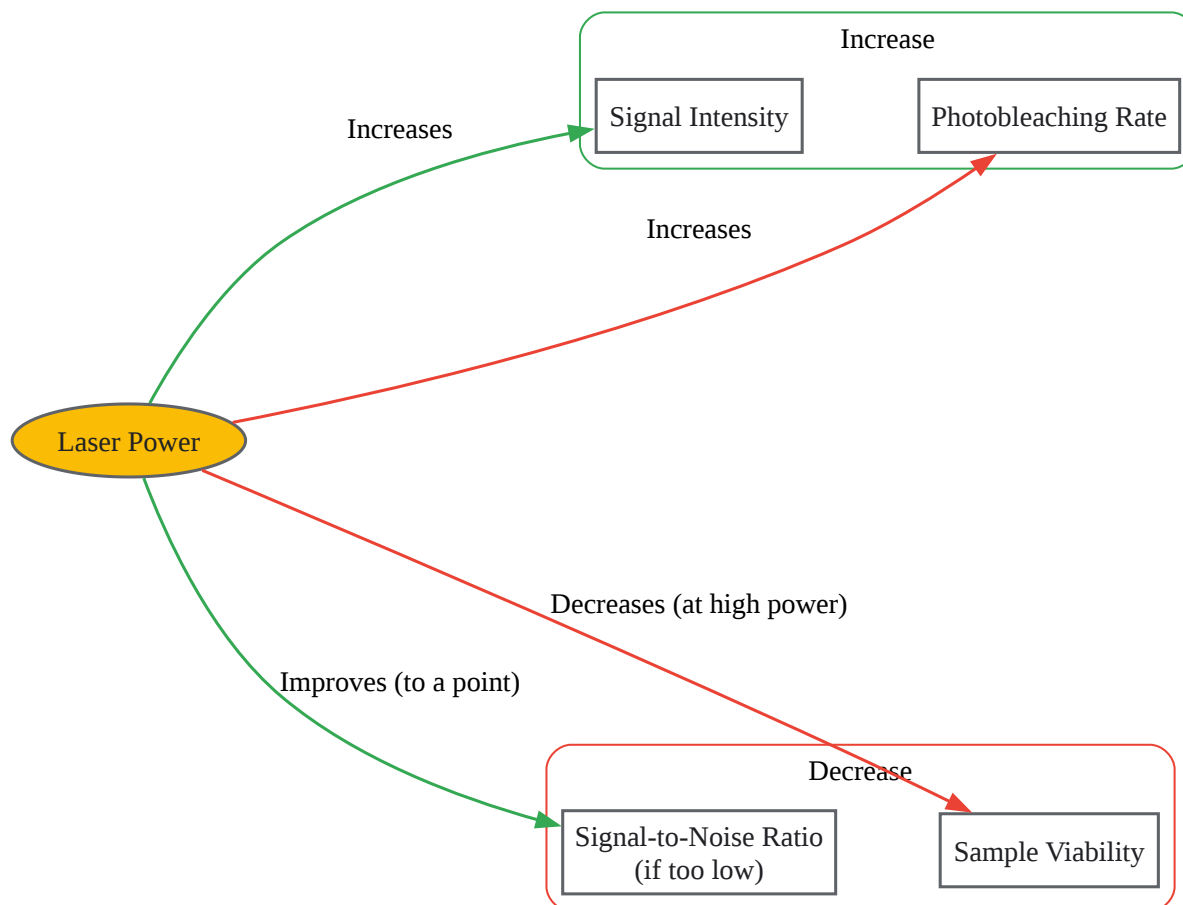 Increase
Signal Intensity
Photobleaching Rate
Increases
Increases
Laser Power
Decreases (at high power)
Improves (to a point)
Decrease
Signal-to-Noise Ratio
(if too low)
Sample Viability